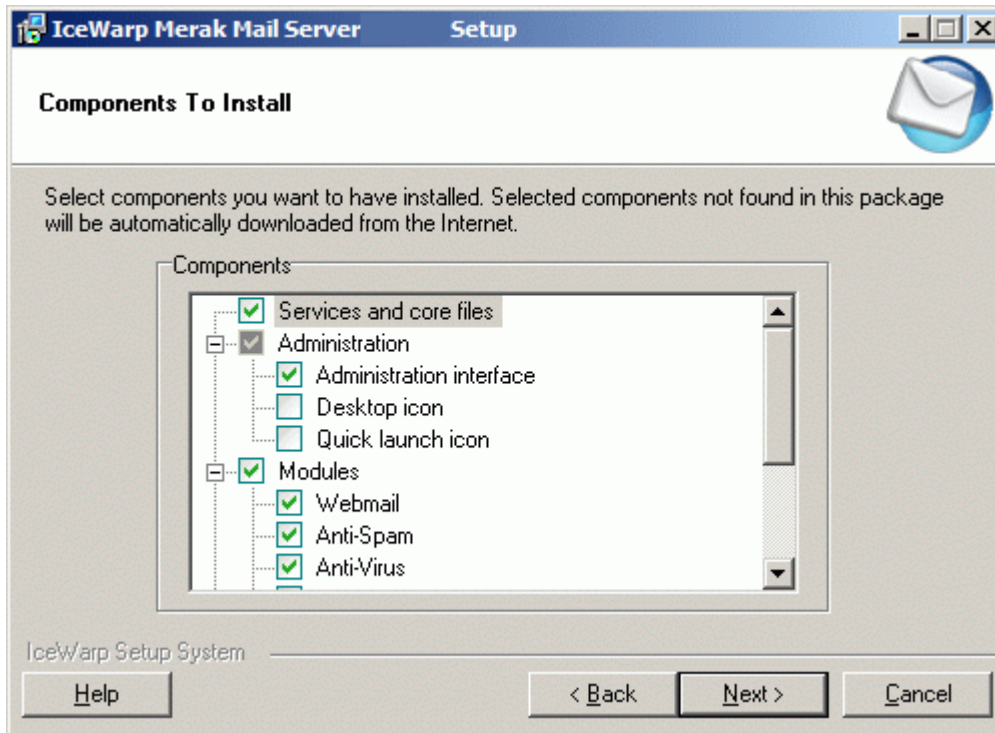 IceWarp Merak Mail Server Setup
Components To Install
Select components you want to have installed. Selected components not found in this package
will be automatically downloaded from the Internet.
Components
Services and core files
Administration
Administration interface
Desktop icon
Quick launch icon
Modules
Webmail
Anti-Spam
Anti-Virus
IceWarp Setup System
Help
< Back
Next >
Cancel